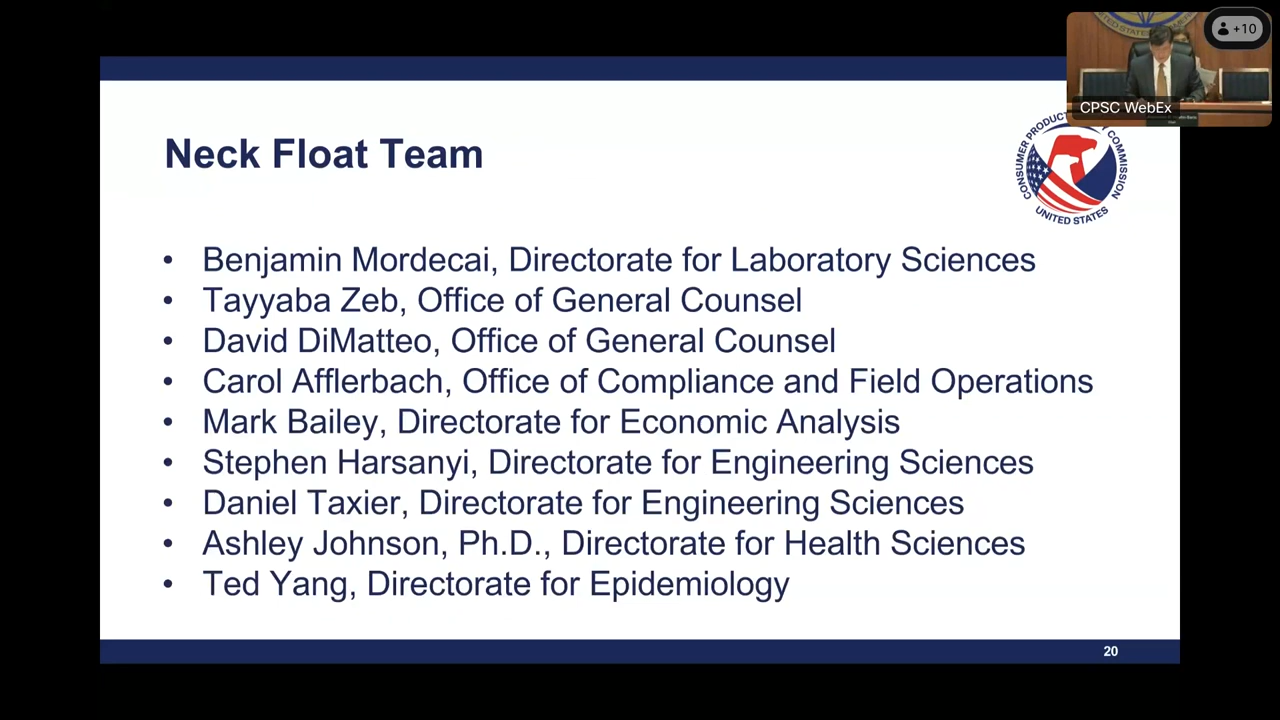 +10
CPSC WebEx
Neck Float Team
CONSUMER PRODUCT COMMISSION
UNITED STATES
• Benjamin Mordecai, Directorate for Laboratory Sciences
• Tayyaba Zeb, Office of General Counsel
• David DiMatteo, Office of General Counsel
• Carol Afflerbach, Office of Compliance and Field Operations
• Mark Bailey, Directorate for Economic Analysis
• Stephen Harsanyi, Directorate for Engineering Sciences
• Daniel Taxier, Directorate for Engineering Sciences
• Ashley Johnson, Ph.D., Directorate for Health Sciences
• Ted Yang, Directorate for Epidemiology
20